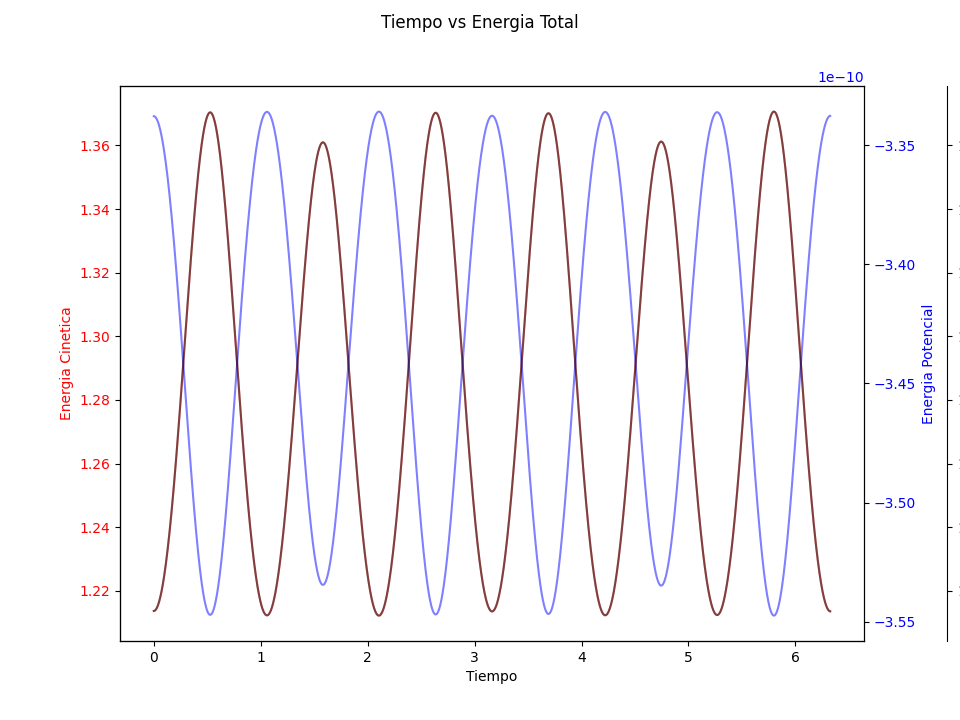 Tiempo vs Energia Total
1e−10
Energia Cinetica
1.36
1.34
1.32
1.30
1.28
1.26
1.24
1.22
−3.35
−3.40
−3.45
−3.50
−3.55
Energia Potencial
0 1 2 3 4 5 6
Tiempo